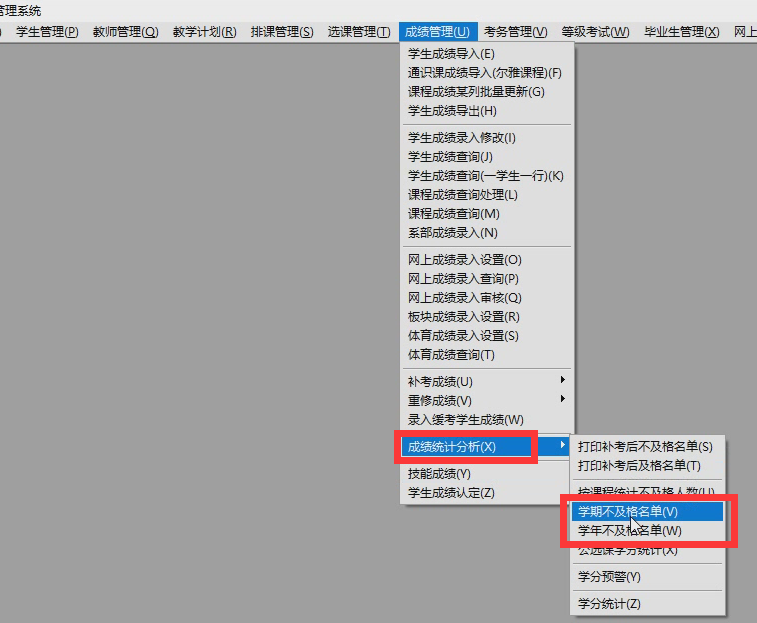 管理系统
学生管理(P) 教师管理(Q) 教学计划(R) 排课管理(S) 选课管理(T) 成绩管理(U) 考务管理(V) 等级考试(W) 毕业生管理(X) 网上
学生成绩导入(E)
通识课成绩导入(尔雅课程)(F)
课程成绩某列批量更新(G)
学生成绩导出(H)
学生成绩录入修改(I)
学生成绩查询(J)
学生成绩查询(一学生一行)(K)
课程成绩查询处理(L)
课程成绩查询(M)
系部成绩录入(N)
网上成绩录入设置(O)
网上成绩录入查询(P)
网上成绩录入审核(Q)
板块成绩录入设置(R)
体育成绩录入设置(S)
体育成绩查询(T)
补考成绩(U)
重修成绩(V)
录入缓考学生成绩(W)
成绩统计分析(X)
技能成绩(Y)
学生成绩认定(Z)
打印补考后不及格名单(S)
打印补考后及格名单(T)
按课程统计不及格人数(U)
学期不及格名单(V)
学年不及格名单(W)
公选课学分统计(X)
学分预警(Y)
学分统计(Z)